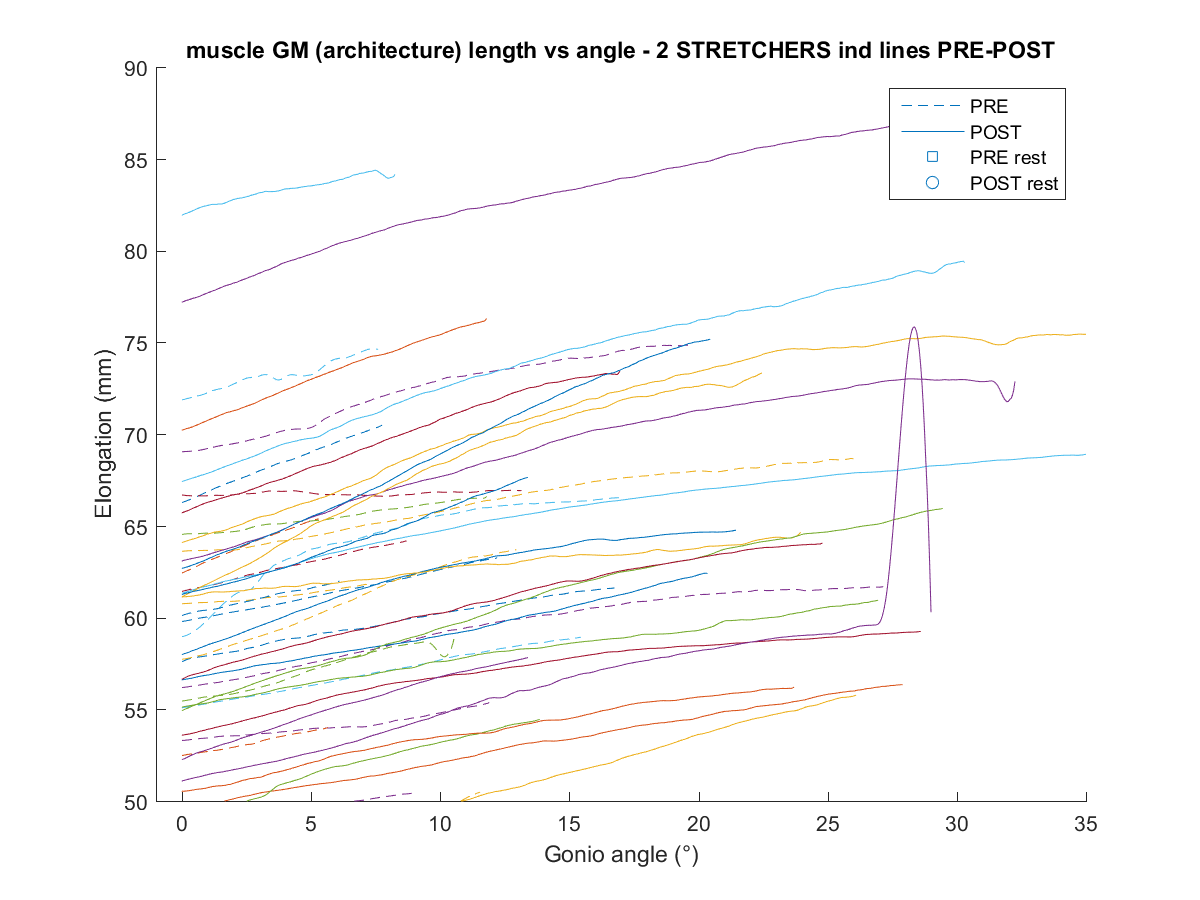 muscle GM (architecture) length vs angle - 2 STRETCHERS ind lines PRE-POST
90
85
80
75
70
65
60
55
50
Elongation (mm)
PRE
POST
PRE rest
POST rest
0 5 10 15 20 25 30 35
Gonio angle (°)